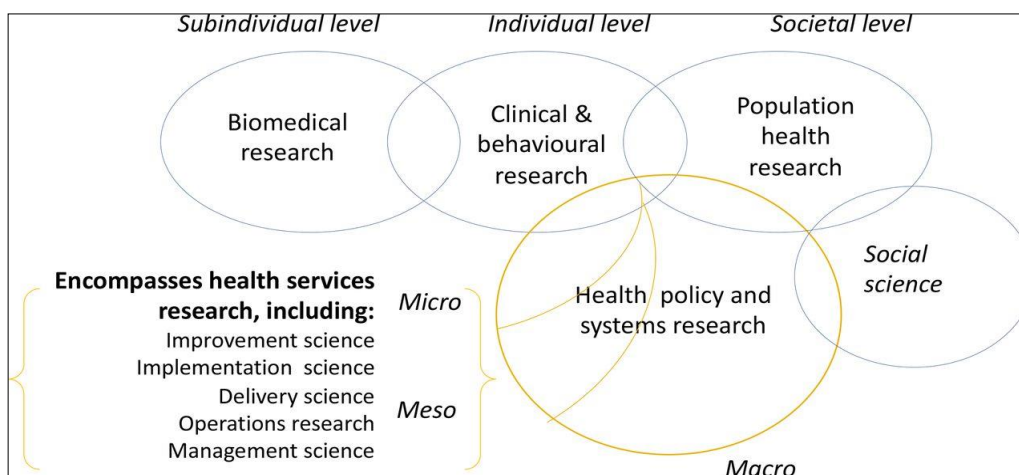 Subindividual level
Individual level
Societal level
Biomedical
research
Clinical &
behavioural
research
Population
health
research
Social
science
Encompasses health services
research, including:
Improvement science
Implementation science
Delivery science
Operations research
Management science
Micro
Meso
Health policy and
systems research
Macro